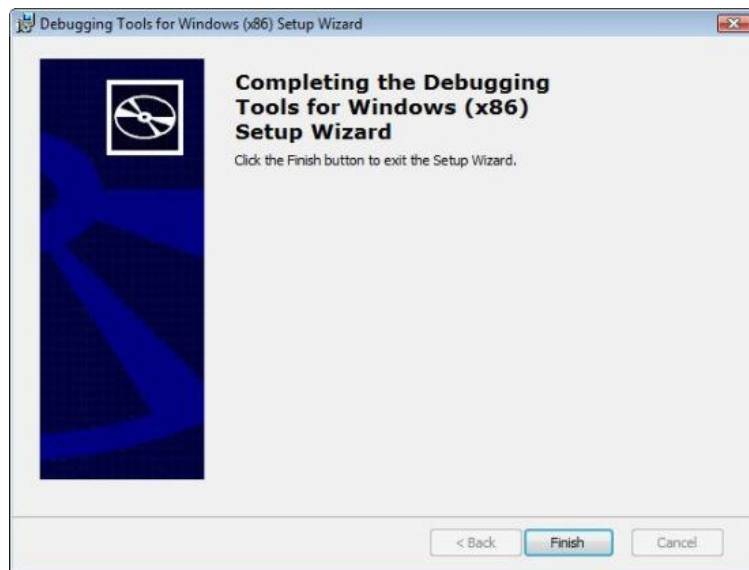 Debugging Tools for Windows (x86) Setup Wizard
Completing the Debugging
Tools for Windows (x86)
Setup Wizard
Click the Finish button to exit the Setup Wizard.
< Back
Finish
Cancel